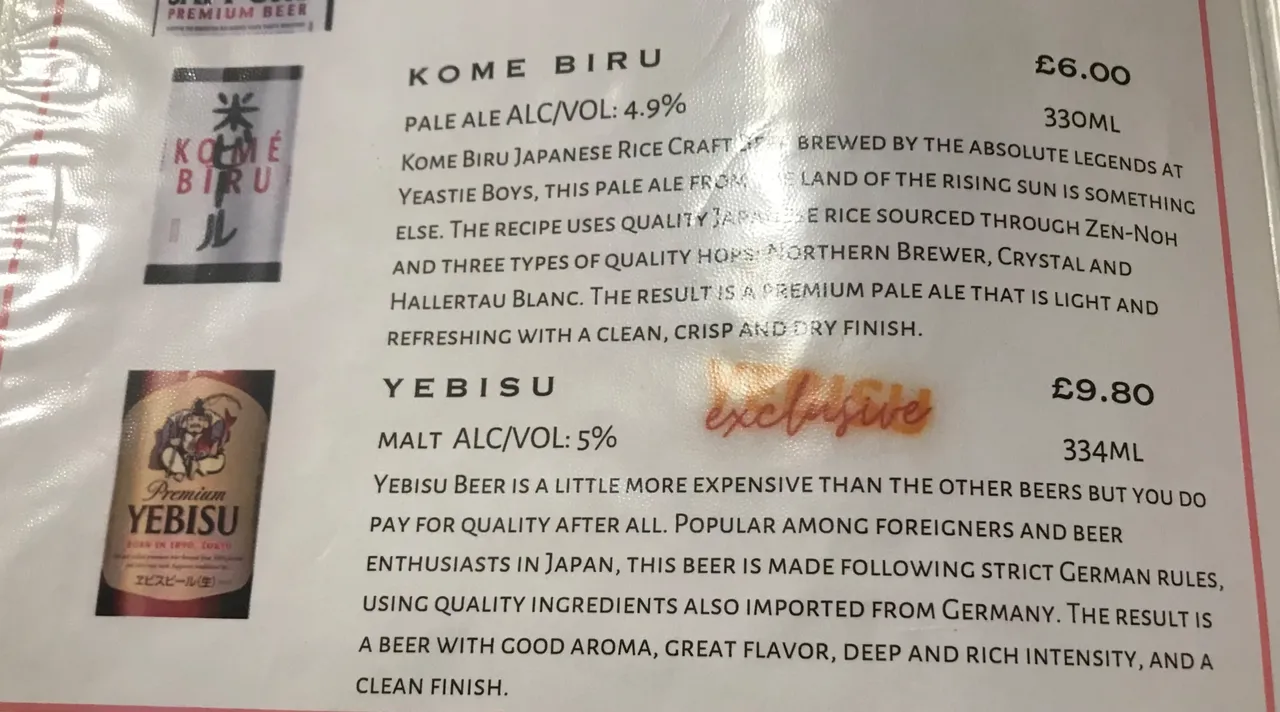 PREMIUM BEER
KOME BIRU
£6.00
PALE ALE ALC/VOL: 4.9%
330ML
KOME BIRU JAPANESE RICE CRAFT BREWED BY THE ABSOLUTE LEGENDS AT
YEASTIE BOYS, THIS PALE ALE FROM LAND OF THE RISING SUN IS SOMETHING
ELSE. THE RECIPE USES QUALITY JAPANESE RICE SOURCED THROUGH ZEN-NOH
AND THREE TYPES OF QUALITY HOPS: NORTHERN BREWER, CRYSTAL AND
HALLERTAU BLANC. THE RESULT IS A PREMIUM PALE ALE THAT IS LIGHT AND
REFRESHING WITH A CLEAN, CRISP AND DRY FINISH.
米ビール
KOMÉ
BIRU
YEBISU
exclusive
£9.80
MALT ALC/VOL: 5%
334ML
YEBISU BEER IS A LITTLE MORE EXPENSIVE THAN THE OTHER BEERS BUT YOU DO
PAY FOR QUALITY AFTER ALL. POPULAR AMONG FOREIGNERS AND BEER
ENTHUSIASTS IN JAPAN, THIS BEER IS MADE FOLLOWING STRICT GERMAN RULES,
USING QUALITY INGREDIENTS ALSO IMPORTED FROM GERMANY. THE RESULT IS
A BEER WITH GOOD AROMA, GREAT FLAVOR, DEEP AND RICH INTENSITY, AND A
CLEAN FINISH.
Premium
YEBISU
BORN IN 1890, TOKYO
ヱビスビール(生)